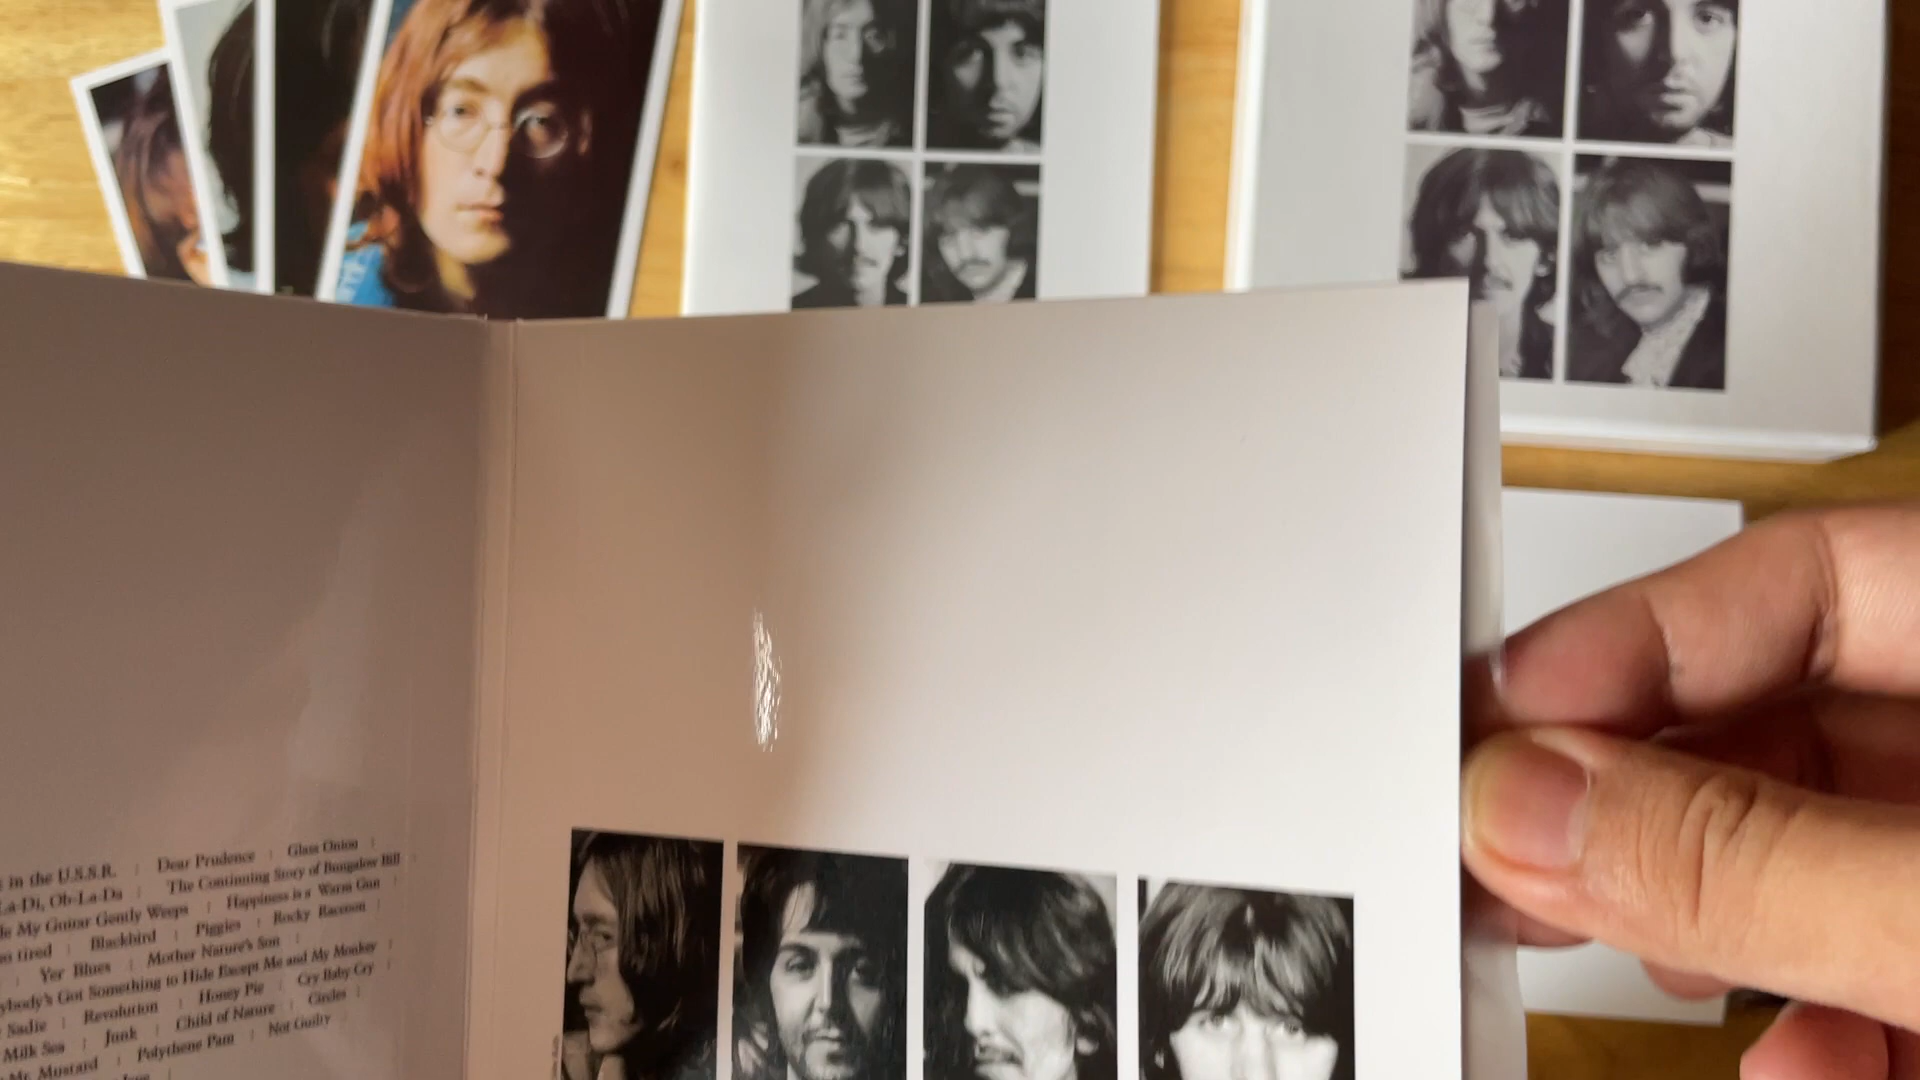 in the U.S.S.R. | Dear Prudence | Glass Onion |
La-Di, Ob-La-Da | The Continuing Story of Bungalow Bill
My Guitar Gently Weeps | Happiness is a Warm Gun
tired | Blackbird | Piggies | Rocky Raccoon |
| Yer Blues | Mother Nature's Son |
Got Something to Hide Except Me and My Monkey
Sadie | Revolution | Honey Pie | Cry Baby Cry
Milk Sea | Junk | Child of Nature | Circles |
Mr. Mustard | Polythene Pam | Not Guilty